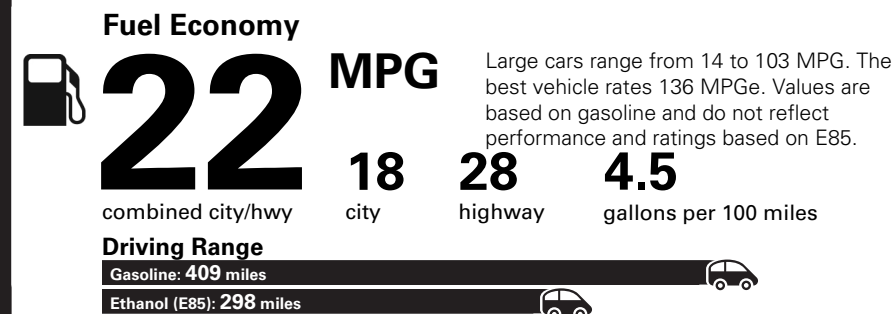 Fuel Economy
22 MPG
Large cars range from 14 to 103 MPG. The
best vehicle rates 136 MPGe. Values are
based on gasoline and do not reflect
performance and ratings based on E85.
18 28 4.5
combined city/hwy city highway gallons per 100 miles
Driving Range
Gasoline: 409 miles
Ethanol (E85): 298 miles